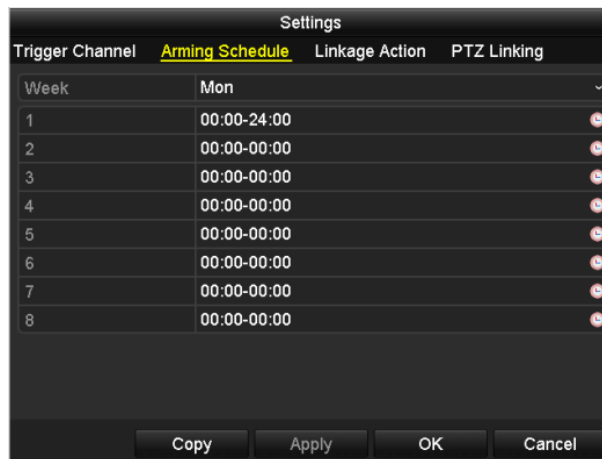 Settings
Trigger Channel Arming Schedule Linkage Action PTZ Linking
Week Mon
1 00:00-24:00
2 00:00-00:00
3 00:00-00:00
4 00:00-00:00
5 00:00-00:00
6 00:00-00:00
7 00:00-00:00
8 00:00-00:00
Copy Apply OK Cancel